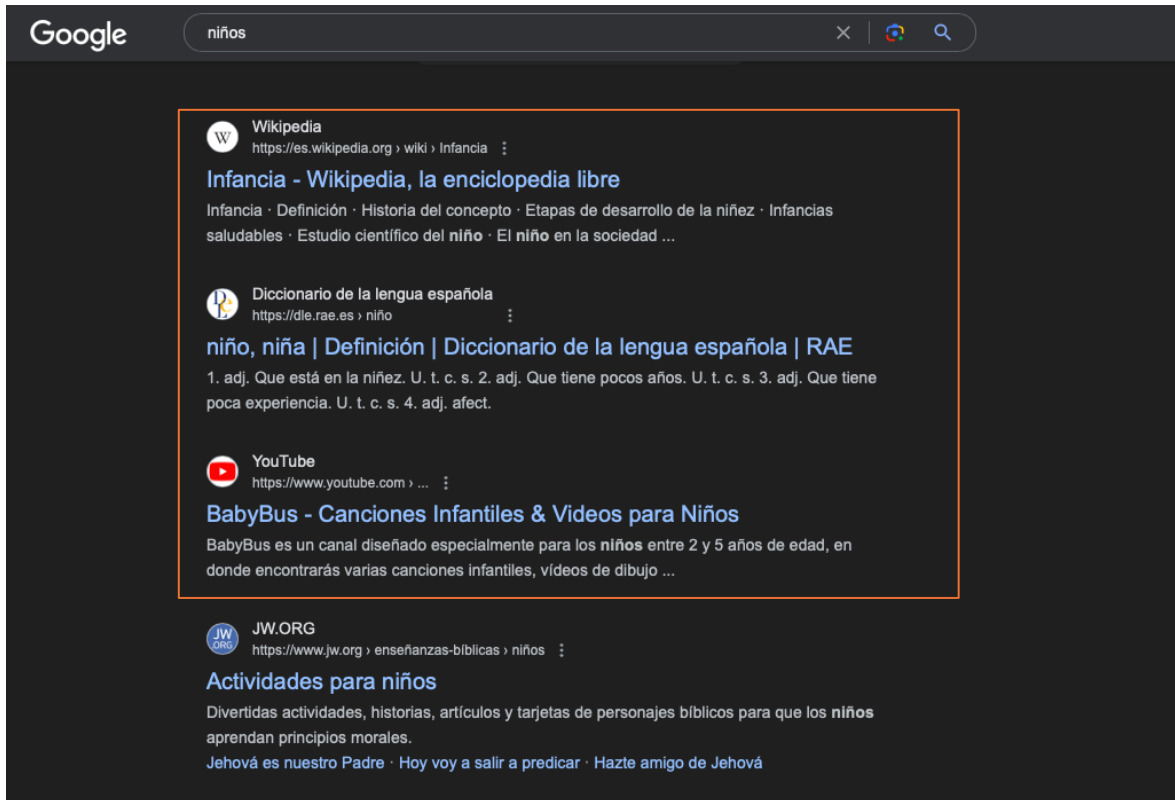 Google
niños
Wikipedia
https://es.wikipedia.org › wiki › Infancia
Infancia - Wikipedia, la enciclopedia libre
Infancia · Definición · Historia del concepto · Etapas de desarrollo de la niñez · Infancias
saludables · Estudio científico del niño · El niño en la sociedad ...
Diccionario de la lengua española
https://dle.rae.es › niño
niño, niña | Definición | Diccionario de la lengua española | RAE
1. adj. Que está en la niñez. U. t. c. s. 2. adj. Que tiene pocos años. U. t. c. s. 3. adj. Que tiene
poca experiencia. U. t. c. s. 4. adj. afect.
YouTube
https://www.youtube.com › ...
BabyBus - Canciones Infantiles & Videos para Niños
BabyBus es un canal diseñado especialmente para los niños entre 2 y 5 años de edad, en
donde encontrarás varias canciones infantiles, vídeos de dibujo ...
JW.ORG
https://www.jw.org › enseñanzas-bíblicas › niños
Actividades para niños
Divertidas actividades, historias, artículos y tarjetas de personajes bíblicos para que los niños
aprendan principios morales.
Jehová es nuestro Padre · Hoy voy a salir a predicar · Hazte amigo de Jehová